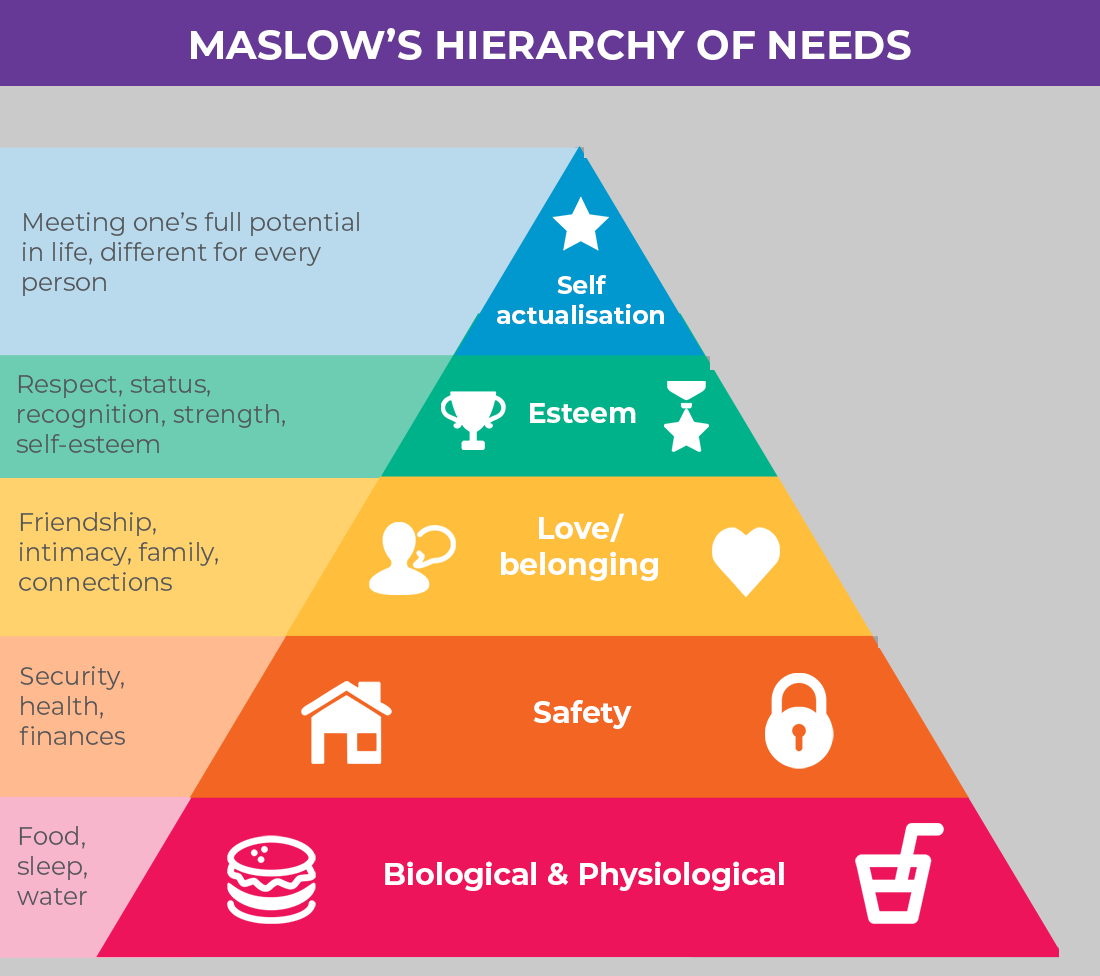 MASLOW’S HIERARCHY OF NEEDS
Meeting one’s full potential
in life, different for every
person
Self
actualisation
Respect, status,
recognition, strength,
self-esteem
Esteem
Friendship,
intimacy, family,
connections
Love/
belonging
Security,
health,
finances
Safety
Food,
sleep,
water
Biological & Physiological